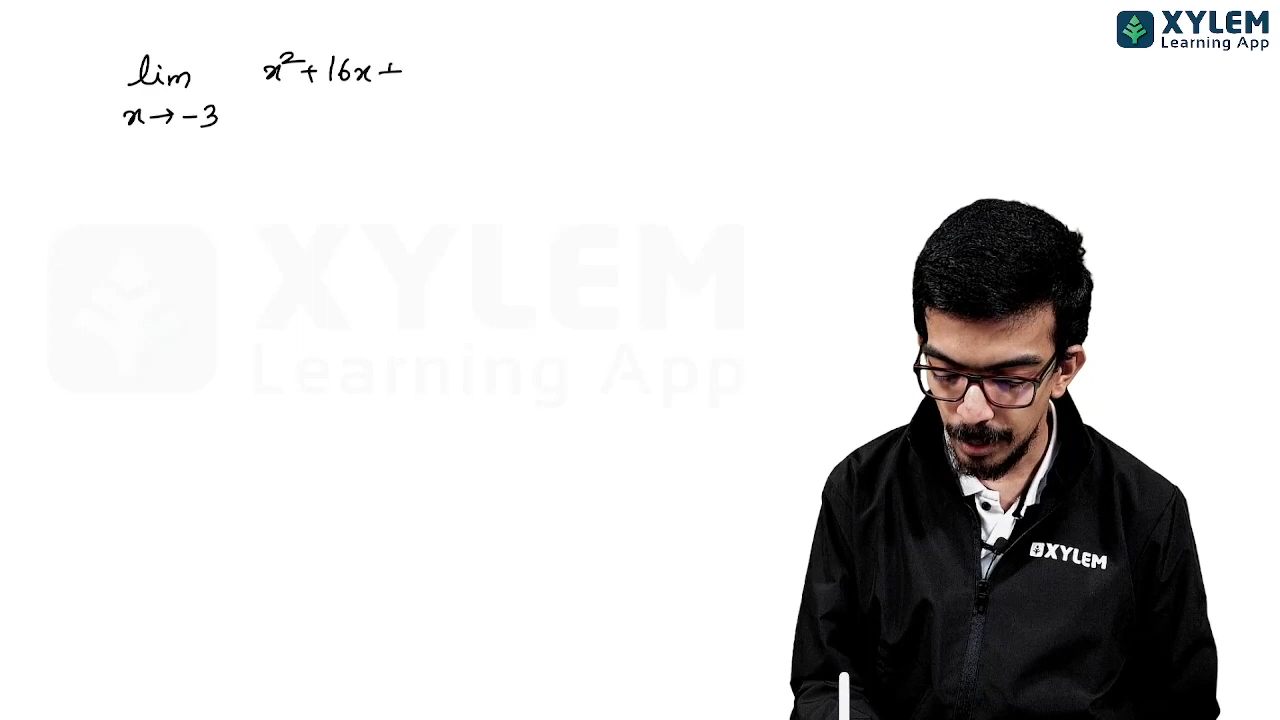 XYLEM
Learning App
lim x² + 16x +
x → -3
XYLEM
Learning App
XYLEM